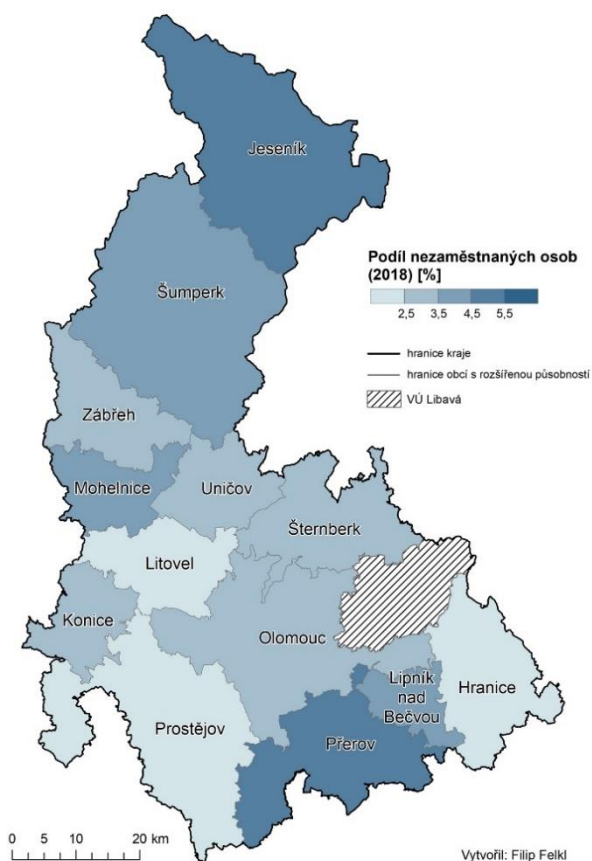 Jeseník
Šumperk
Podíl nezaměstnaných osob
(2018) [%]
2,5 3,5 4,5 5,5
hranice kraje
hranice obcí s rozšířenou působností
VÚ Libavá
Zábřeh
Mohelnice
Uničov
Šternberk
Litovel
Konice
Olomouc
Lipník
nad
Bečvou
Hranice
Prostějov
Přerov
0 5 10 20 km
Vytvořil: Filip Felkl